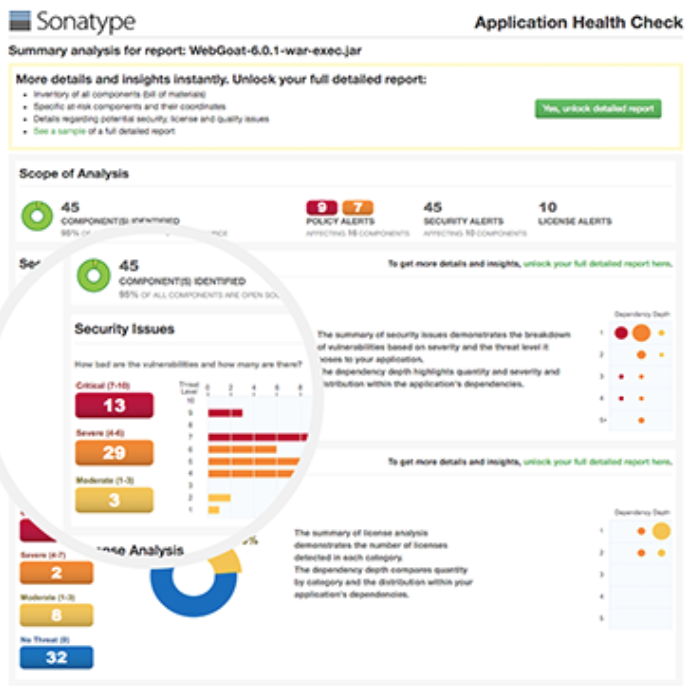 Sonatype
Application Health Check
Summary analysis for report: WebGoat-6.0.1-war-exec.jar
More details and insights instantly. Unlock your full detailed report:
Inventory of all components (bill of materials)
Specific at-risk components and their coordinates
Details regarding potential security, license and quality issues
See a sample of a full detailed report
Yes, unlock detailed report
Scope of Analysis
45
COMPONENT(S) IDENTIFIED
9 7
POLICY ALERTS
AFFECTING 16 COMPONENTS
45
SECURITY ALERTS
AFFECTING 10 COMPONENTS
10
LICENSE ALERTS
45
COMPONENT(S) IDENTIFIED
95% OF ALL COMPONENTS ARE OPEN
To get more details and insights, unlock your full detailed report here.
Security Issues
How bad are the vulnerabilities and how many are there?
Critical (7-10)
13
Severe (4-6)
29
Moderate (1-3)
3
Threat
Level
0 2 4 6 8
10
9
8
7
6
5
4
3
2
1
The summary of security issues demonstrates the breakdown
of vulnerabilities based on severity and the threat level it
poses to your application.
The dependency depth highlights quantity and severity and
distribution within the application's dependencies.
Dependency Depth
1
2
3
4
5+
To get more details and insights, unlock your full detailed report here.
Analysis
Severe (4-7)
2
Moderate (1-3)
8
No Threat (0)
32
The summary of license analysis
demonstrates the number of licenses
detected in each category.
The dependency depth compares quantity
by category and the distribution within your
application's dependencies.
Dependency Depth
1
2
3
4
5